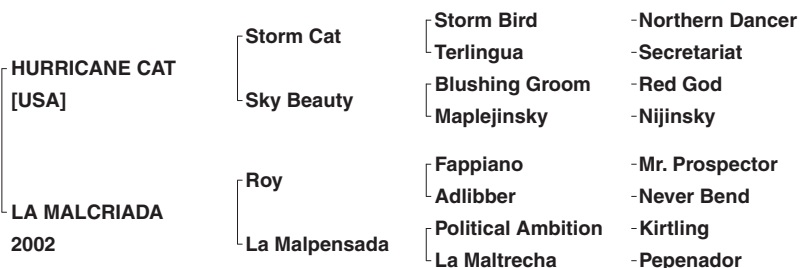 HURRICANE CAT
[USA]
LA MALCRIADA
2002
Storm Cat
Sky Beauty
Roy
La Malpensada
Storm Bird
Terlingua
Blushing Groom
Maplejinsky
Fappiano
Adlibber
Political Ambition
La Maltrecha
-Northern Dancer
-Secretariat
-Red God
-Nijinsky
-Mr. Prospector
-Never Bend
-Kirtling
-Pepenador